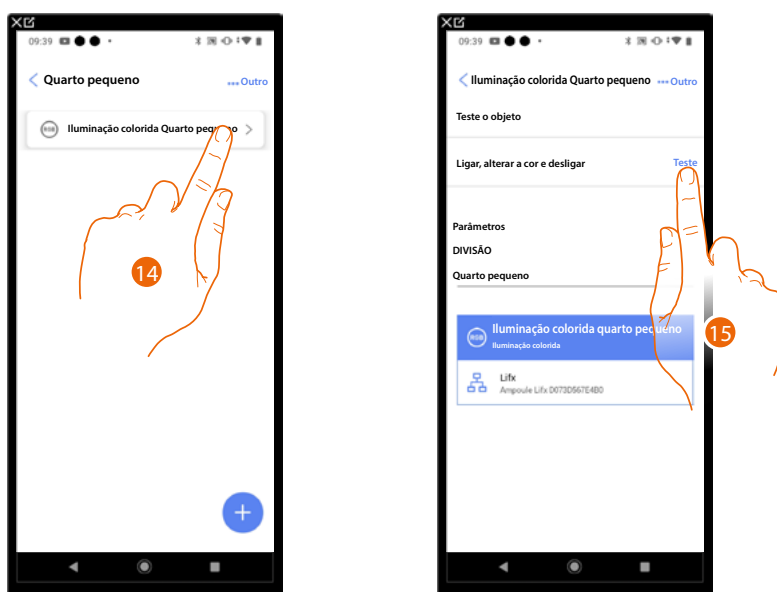 09:39
Quarto pequeno
Outro
RGB
Iluminação colorida Quarto pequeno
14
09:39
Iluminação colorida Quarto pequeno
Outro
Teste o objeto
Ligar, alterar a cor e desligar
Teste
Parâmetros
DIVISÃO
Quarto pequeno
RGB
Iluminação colorida quarto pequeno
Iluminação colorida
Lifx
Ampoule Lifx D073D567E4B0
15